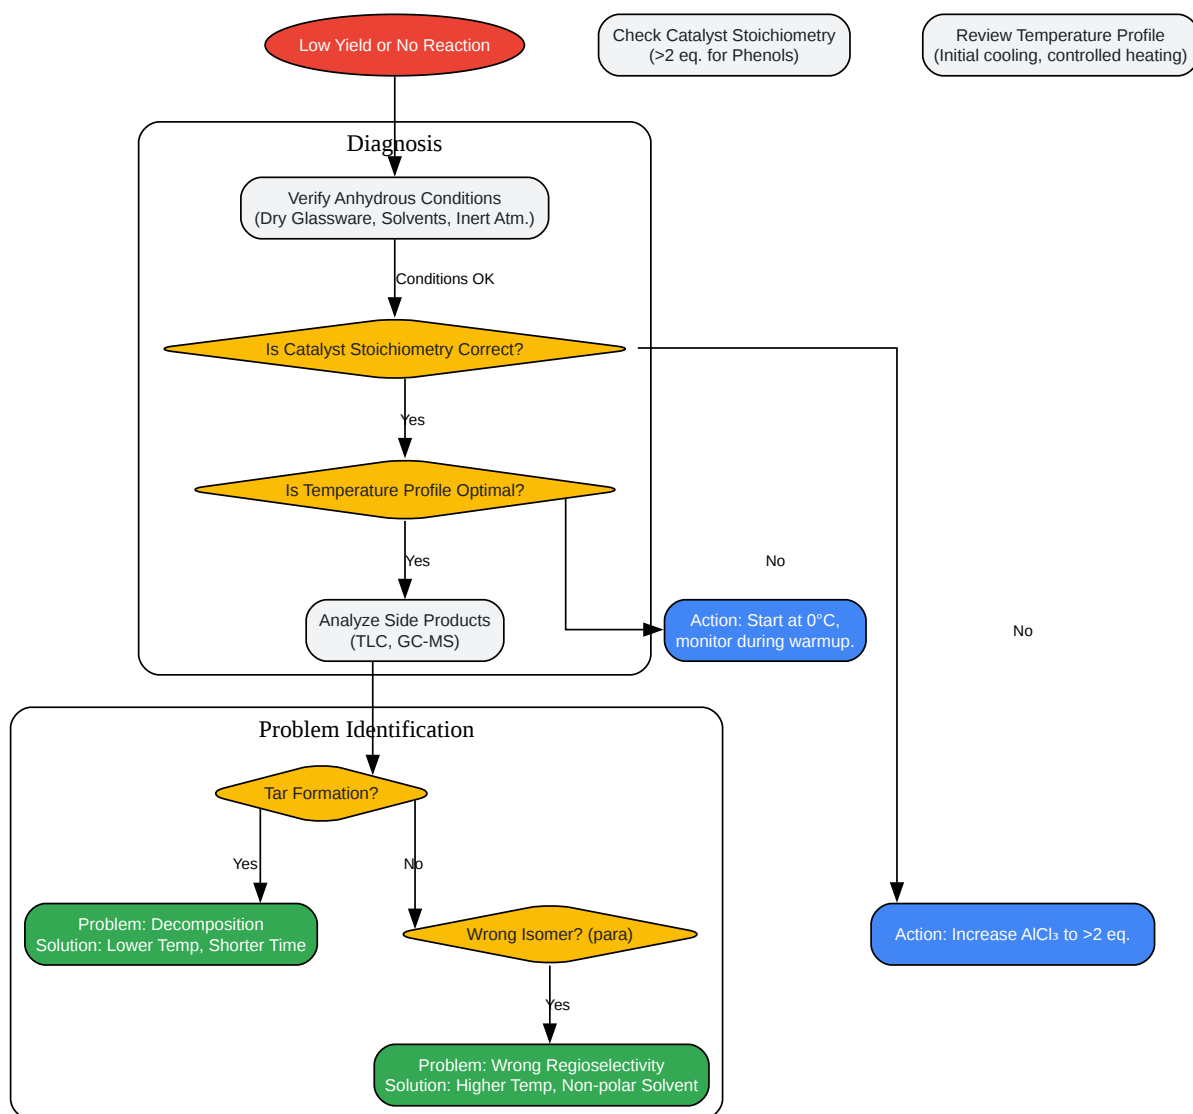 Low Yield or No Reaction
Check Catalyst Stoichiometry
(>2 eq. for Phenols)
Review Temperature Profile
(Initial cooling, controlled heating)
Diagnosis
Verify Anhydrous Conditions
(Dry Glassware, Solvents, Inert Atm.)
Conditions OK
Is Catalyst Stoichiometry Correct?
Yes
Is Temperature Profile Optimal?
Yes
No
Analyze Side Products
(TLC, GC-MS)
Action: Start at 0°C,
monitor during warmup.
No
Problem Identification
Tar Formation?
Yes
No
Problem: Decomposition
Solution: Lower Temp, Shorter Time
Wrong Isomer? (para)
Action: Increase AlCl₃ to >2 eq.
Yes
Problem: Wrong Regioselectivity
Solution: Higher Temp, Non-polar Solvent